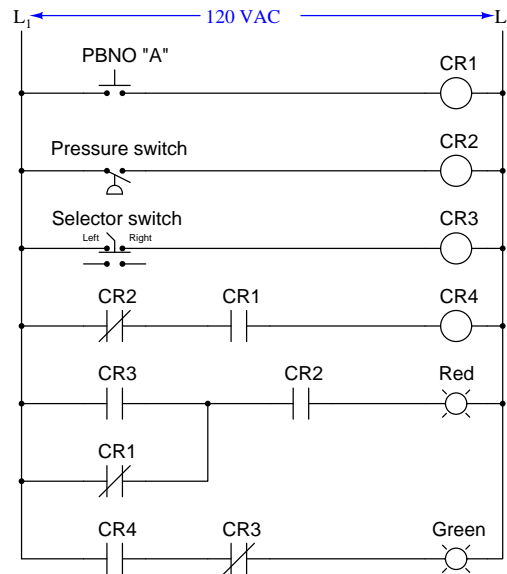 L1 120 VAC L
PBNO "A" CR1
Pressure switch CR2
Selector switch CR3
Left Right
CR2 CR1 CR4
CR3 CR2 Red
CR1
CR4 CR3 Green